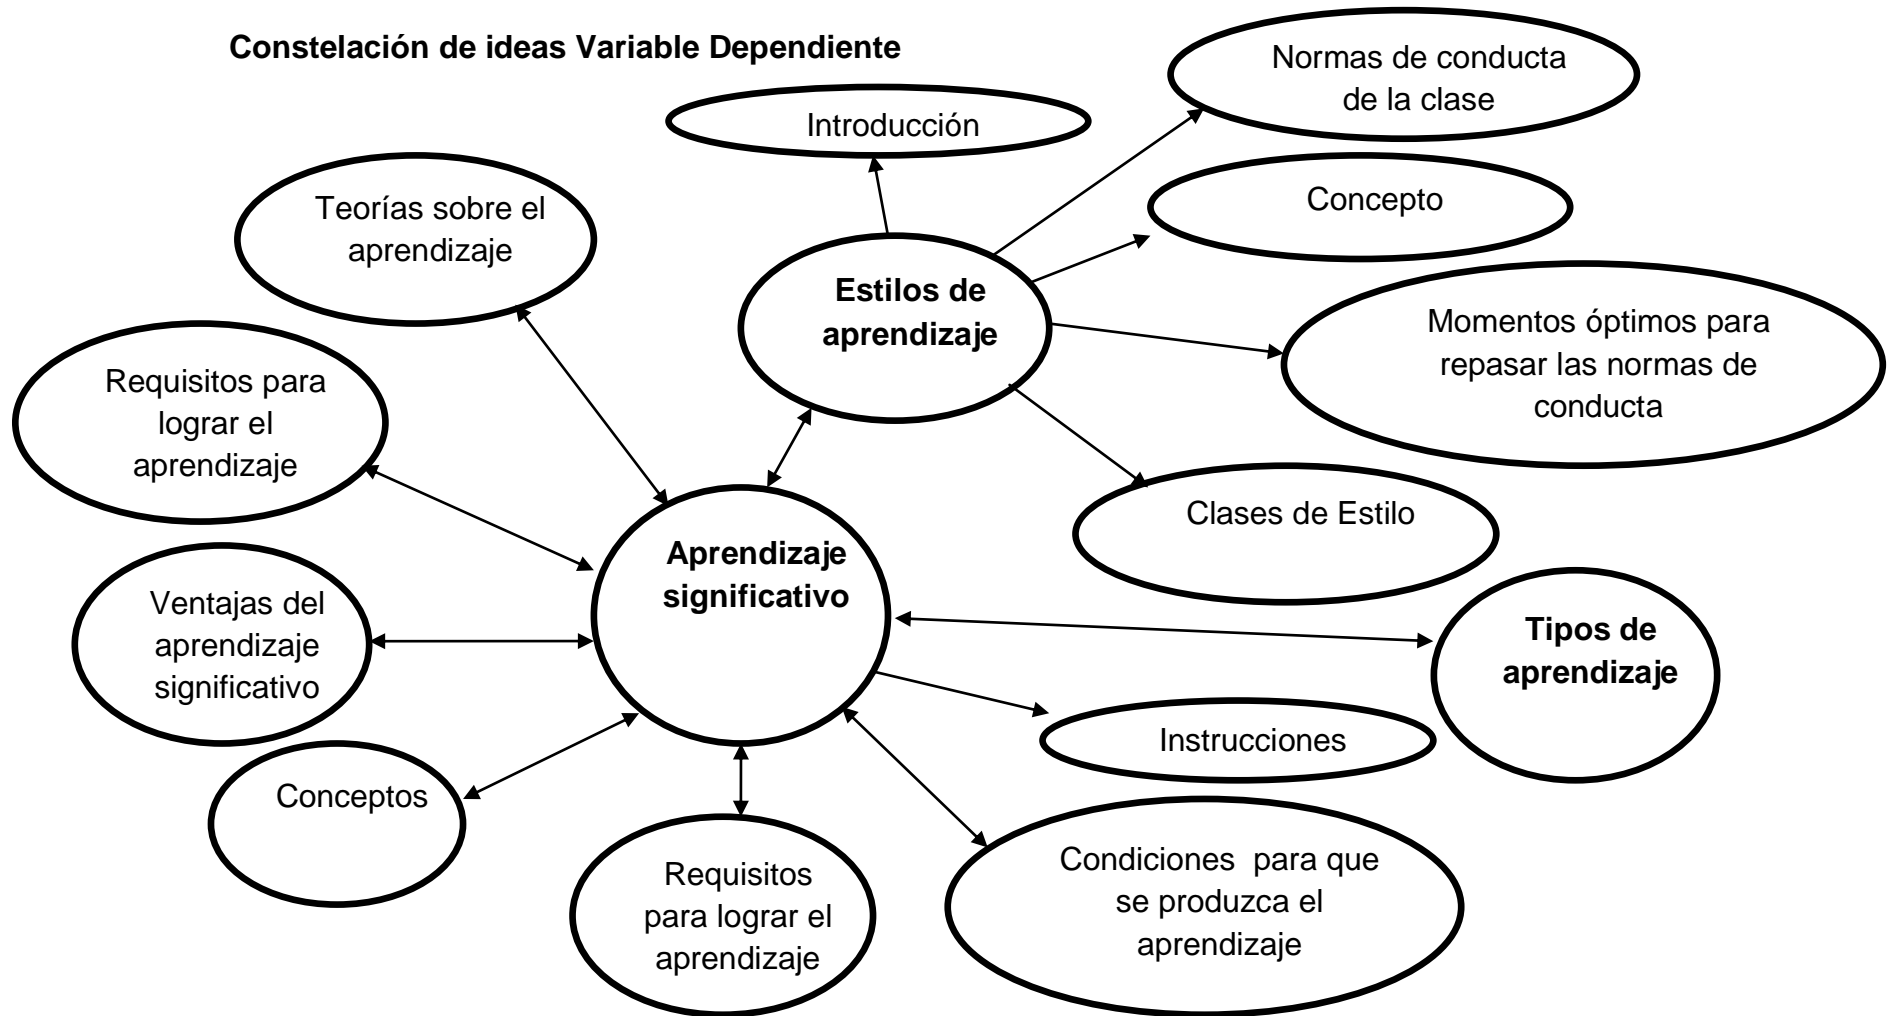 Constelación de ideas Variable Dependiente
Normas de conducta
de la clase
Introducción
Concepto
Teorías sobre el
aprendizaje
Estilos de
aprendizaje
Momentos óptimos para
repasar las normas de
conducta
Requisitos para
lograr el
aprendizaje
Clases de Estilo
Aprendizaje
significativo
Ventajas del
aprendizaje
significativo
Tipos de
aprendizaje
Instrucciones
Conceptos
Requisitos
para lograr el
aprendizaje
Condiciones  para que
se produzca el
aprendizaje